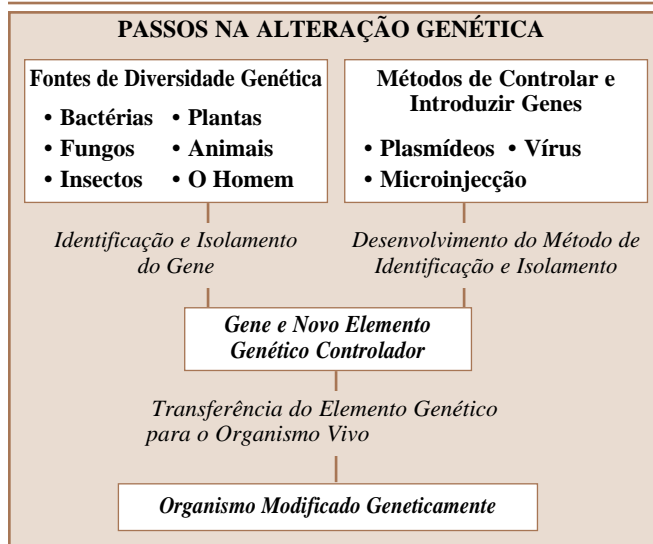 PASSOS NA ALTERAÇÃO GENÉTICA
Fontes de Diversidade Genética
• Bactérias • Plantas
• Fungos • Animais
• Insectos • O Homem
Métodos de Controlar e
Introduzir Genes
• Plasmídeos • Vírus
• Microinjecção
Identificação e Isolamento
do Gene
Desenvolvimento do Método de
Identificação e Isolamento
Gene e Novo Elemento
Genético Controlador
Transferência do Elemento Genético
para o Organismo Vivo
Organismo Modificado Geneticamente